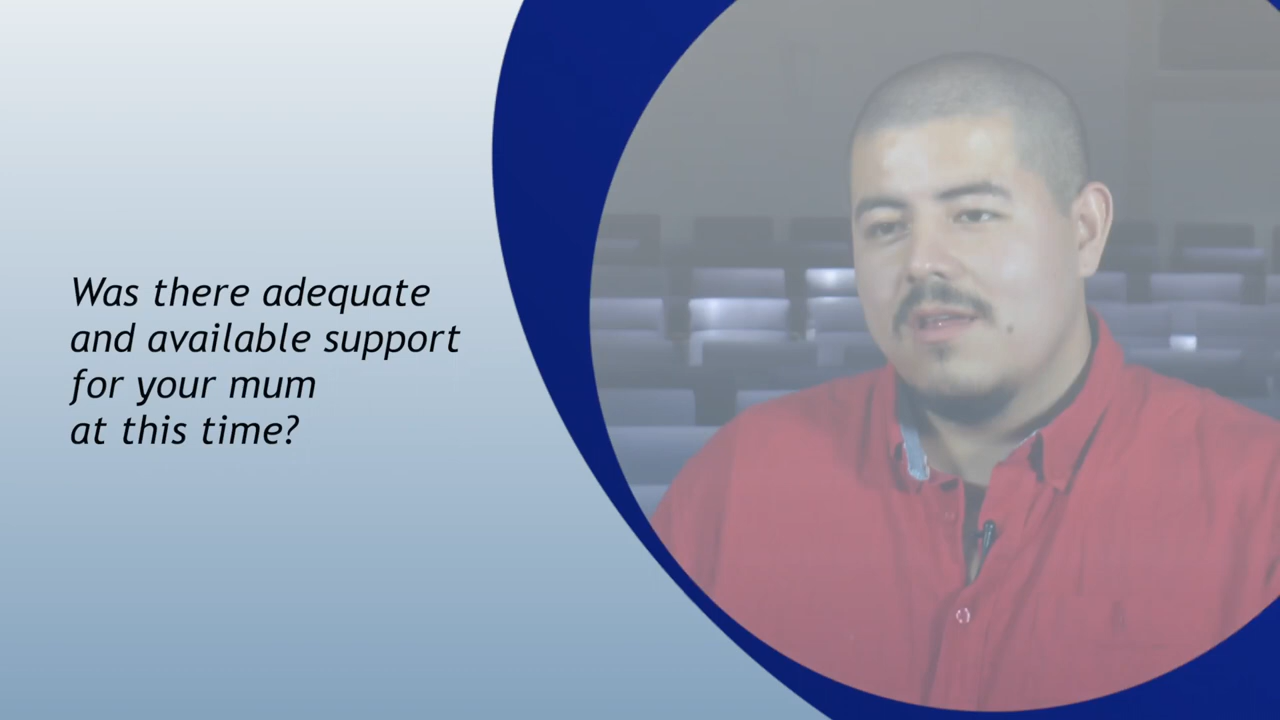 Was there adequate
and available support
for your mum
at this time?